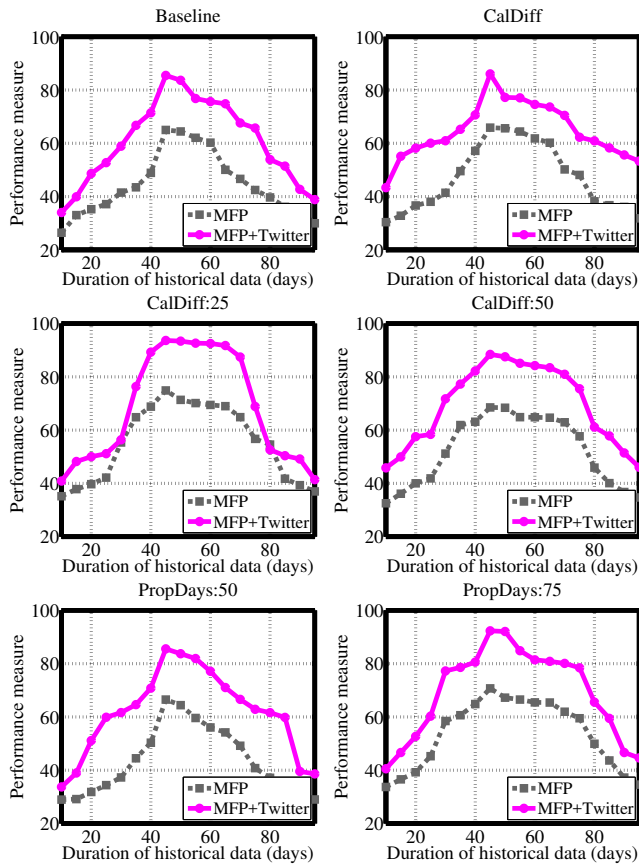 Baseline
CalDiff
Performance measure
100
80
60
40
20
20 40 60 80
Duration of historical data (days)
MFP
MFP+Twitter
Performance measure
100
80
60
40
20
20 40 60 80
Duration of historical data (days)
MFP
MFP+Twitter
CalDiff:25
CalDiff:50
Performance measure
100
80
60
40
20
20 40 60 80
Duration of historical data (days)
MFP
MFP+Twitter
Performance measure
100
80
60
40
20
20 40 60 80
Duration of historical data (days)
MFP
MFP+Twitter
PropDays:50
PropDays:75
Performance measure
100
80
60
40
20
20 40 60 80
Duration of historical data (days)
MFP
MFP+Twitter
Performance measure
100
80
60
40
20
20 40 60 80
Duration of historical data (days)
MFP
MFP+Twitter